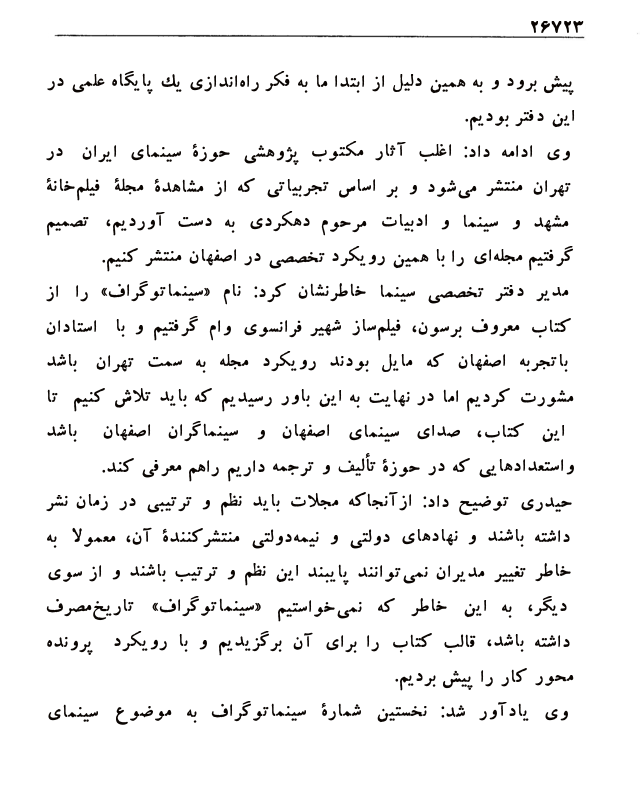 ۲۶۷۲۳
پیش برود و به همین دلیل از ابتدا ما به فکر راه‌اندازی یك پایگاه علمی در
این دفتر بودیم.
وی ادامه داد: اغلب آثار مکتوب پژوهشی حوزهٔ سینمای ایران در
تهران منتشر می‌شود و بر اساس تجربیاتی که از مشاهدهٔ مجلهٔ فیلم‌خانهٔ
مشهد و سینما و ادبیات مرحوم دهکردی به دست آوردیم، تصمیم
گرفتیم مجله‌ای را با همین رویکرد تخصصی در اصفهان منتشر کنیم.
مدیر دفتر تخصصی سینما خاطرنشان کرد: نام «سینماتوگراف» را از
کتاب معروف برسون، فیلم‌ساز شهیر فرانسوی وام گرفتیم و با استادان
باتجربه اصفهان که مایل بودند رویکرد مجله به سمت تهران باشد
مشورت کردیم اما در نهایت به این باور رسیدیم که باید تلاش کنیم تا
این کتاب، صدای سینمای اصفهان و سینماگران اصفهان باشد
واستعدادهایی که در حوزهٔ تألیف و ترجمه داریم راهم معرفی کند.
حیدری توضیح داد: ازآنجاکه مجلات باید نظم و ترتیبی در زمان نشر
داشته باشند و نهادهای دولتی و نیمه‌دولتی منتشرکنندهٔ آن، معمولا به
خاطر تغییر مدیران نمی‌توانند پایبند این نظم و ترتیب باشند و از سوی
دیگر، به این خاطر که نمی‌خواستیم «سینماتوگراف» تاریخ‌مصرف
داشته باشد، قالب کتاب را برای آن برگزیدیم و با رویکرد پرونده
محور کار را پیش بردیم.
وی یادآور شد: نخستین شمارهٔ سینماتوگراف به موضوع سینمای